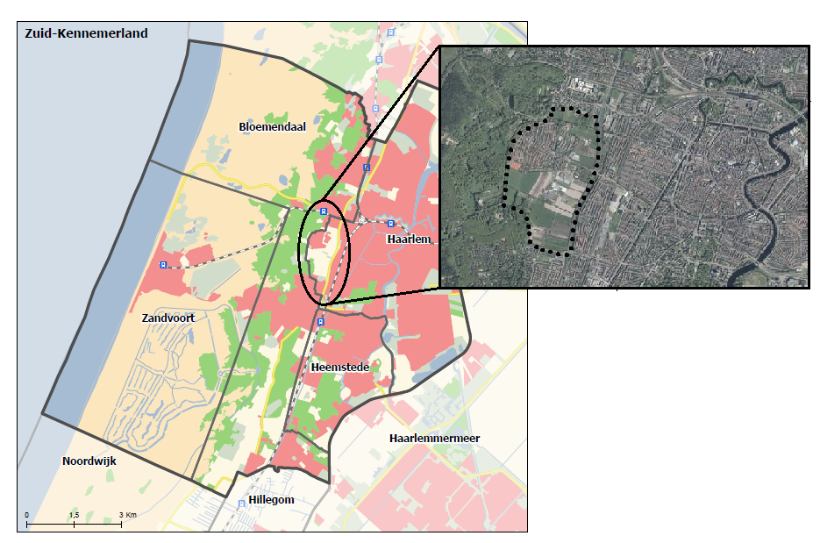 Zuid-Kennemerland
Bloemendaal
Haarlem
Zandvoort
Heemstede
Haarlemmermeer
Noordwijk
Hillegom
0 1,5 3 Km